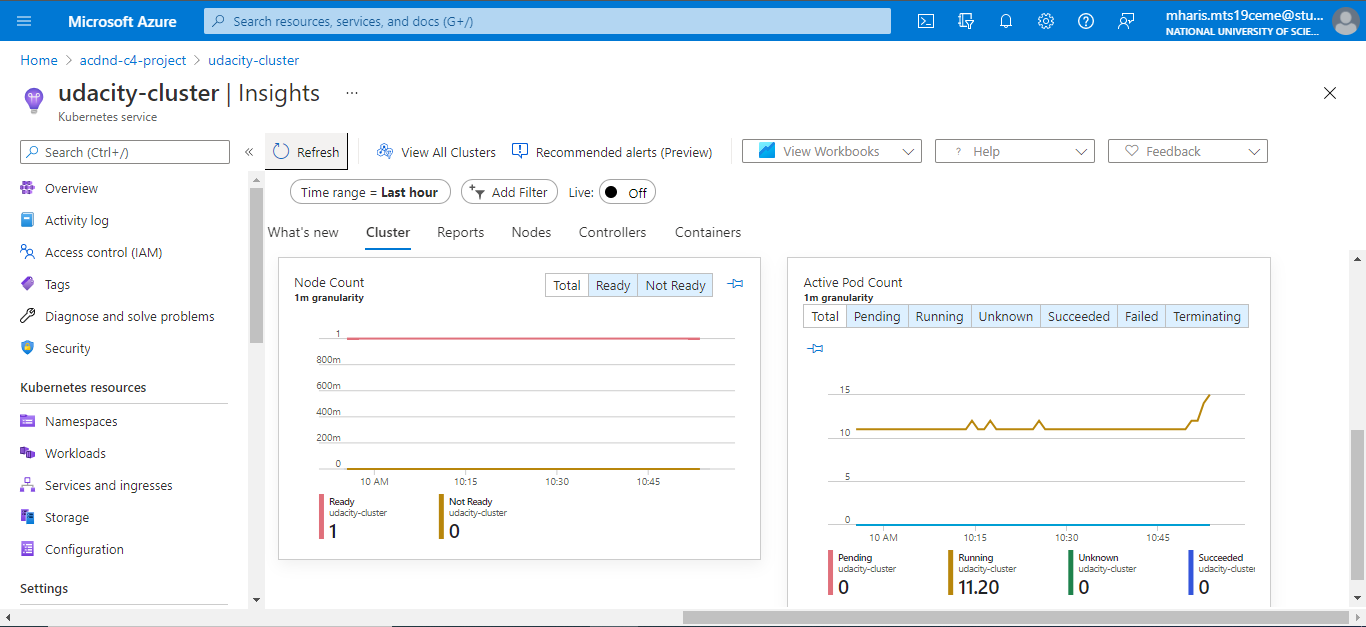 Microsoft Azure
Search resources, services, and docs (G+/)
mharis.mts19ceme@stu...
NATIONAL UNIVERSITY OF SCIE...
Home > acdnd-c4-project > udacity-cluster
udacity-cluster | Insights ...
Kubernetes service
Search (Ctrl+/)
«
Refresh
View All Clusters
Recommended alerts (Preview)
View Workbooks
? Help
Feedback
Time range = Last hour
Add Filter
Live: Off
Overview
Activity log
Access control (IAM)
Tags
Diagnose and solve problems
Security
Kubernetes resources
Namespaces
Workloads
Services and ingresses
Storage
Configuration
Settings
What's new Cluster Reports Nodes Controllers Containers
Node Count
1m granularity
Total Ready Not Ready
1
800m
600m
400m
200m
0
10 AM 10:15 10:30 10:45
Ready
udacity-cluster
1
Not Ready
udacity-cluster
0
Active Pod Count
1m granularity
Total Pending Running Unknown Succeeded Failed Terminating
15
10
5
0
10 AM 10:15 10:30 10:45
Pending
udacity-cluster
0
Running
udacity-cluster
11.20
Unknown
udacity-cluster
0
Succeeded
udacity-cluster
0